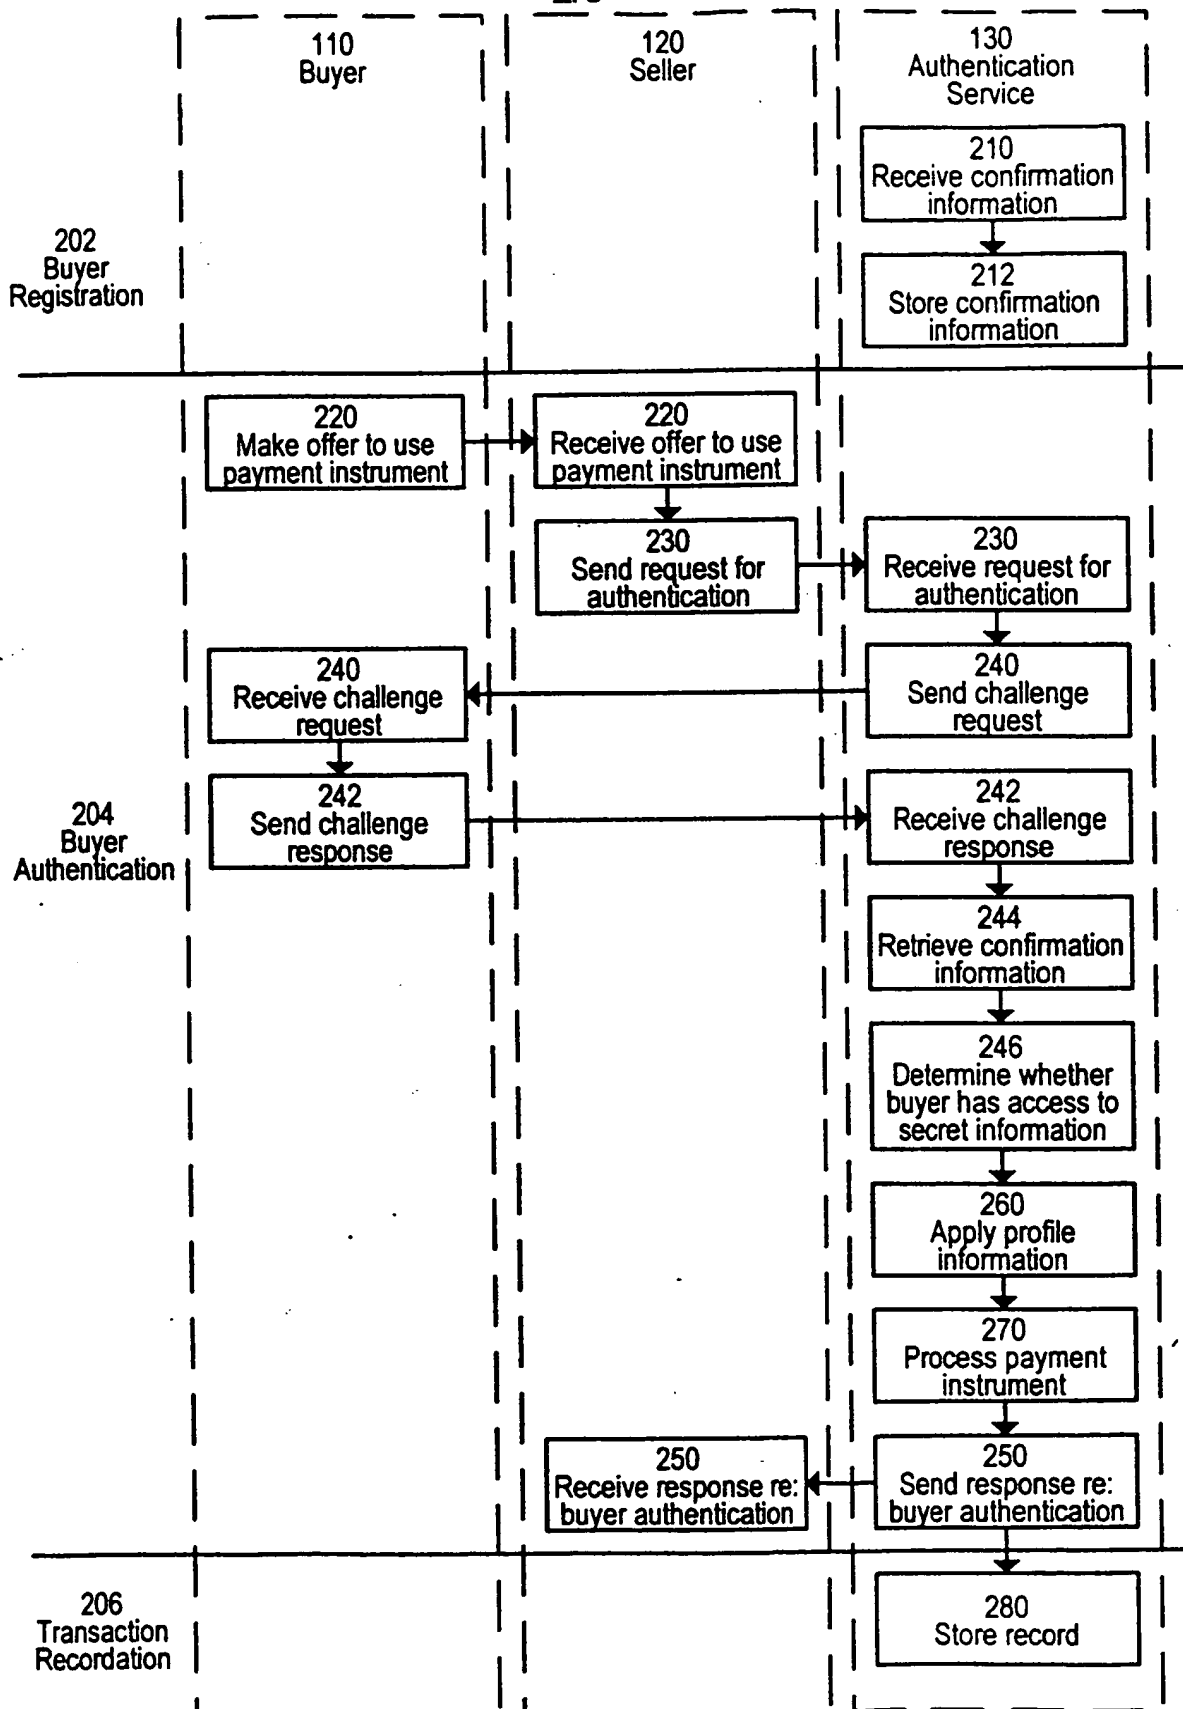 110
Buyer
120
Seller
130
Authentication
Service
210
Receive confirmation
information
202
Buyer
Registration
212
Store confirmation
information
220
Make offer to use
payment instrument
220
Receive offer to use
payment instrument
230
Send request for
authentication
230
Receive request for
authentication
240
Receive challenge
request
240
Send challenge
request
204
Buyer
Authentication
242
Send challenge
response
242
Receive challenge
response
244
Retrieve confirmation
information
246
Determine whether
buyer has access to
secret information
260
Apply profile
information
270
Process payment
instrument
250
Receive response re:
buyer authentication
250
Send response re:
buyer authentication
206
Transaction
Recordation
280
Store record